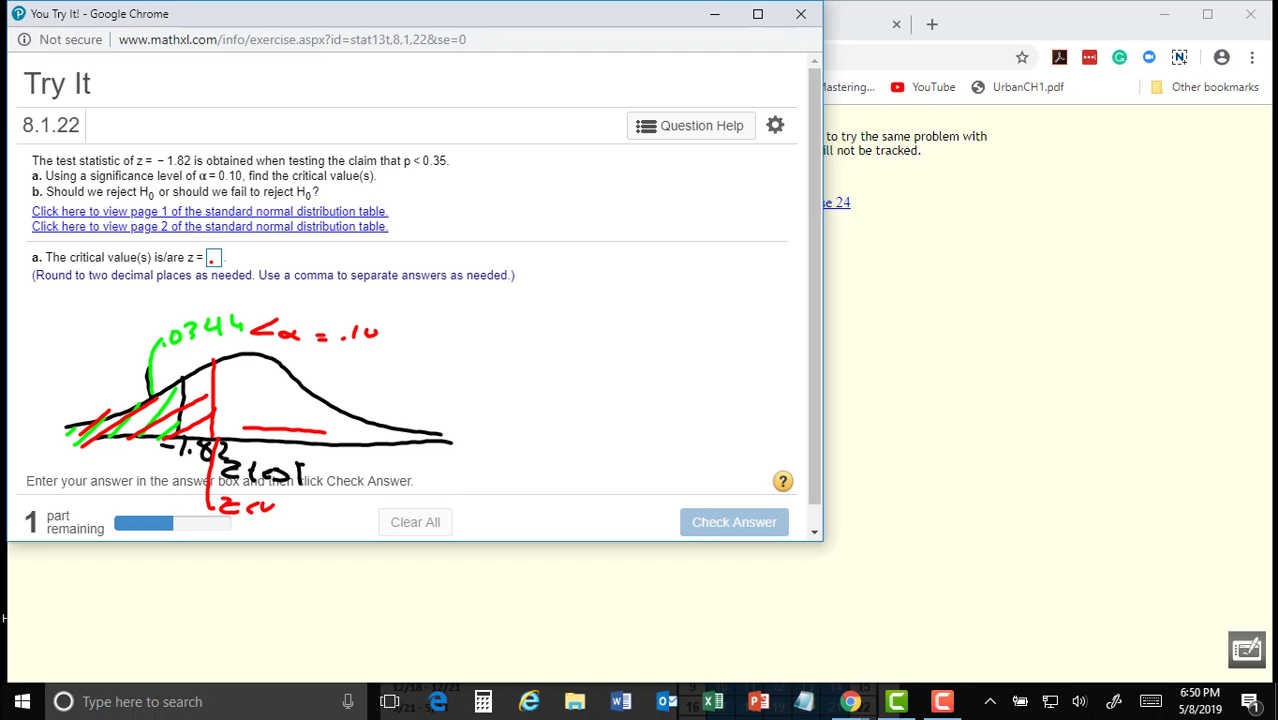 You Try It! - Google Chrome
Not secure www.mathxl.com/info/exercise.aspx?id=stat13t,8,1,22&se=0
Try It
8.1.22
Question Help
The test statistic of z = − 1.82 is obtained when testing the claim that p < 0.35.
a. Using a significance level of α = 0.10, find the critical value(s).
b. Should we reject H0 or should we fail to reject H0?
Click here to view page 1 of the standard normal distribution table.
Click here to view page 2 of the standard normal distribution table.
a. The critical value(s) is/are z = .
(Round to two decimal places as needed. Use a comma to separate answers as needed.)
.0344 < α = .10
-1.82
Enter your answer in the answer box and then click Check Answer.
?
1 part remaining
Clear All
Check Answer
Mastering...
YouTube
UrbanCH1.pdf
Other bookmarks
to try the same problem with
ill not be tracked.
se 24
12/18 - 12/21
Type here to search
6:50 PM
5/8/2019